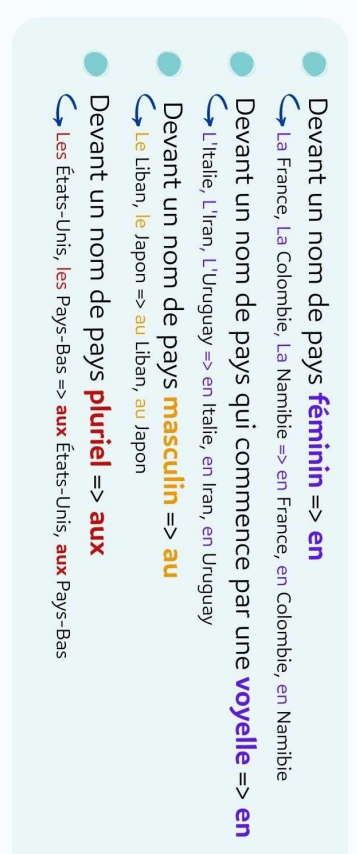 Devant un nom de pays féminin => en
La France, La Colombie, La Namibie => en France, en Colombie, en Namibie
Devant un nom de pays qui commence par une voyelle => en
L'Italie, L'Iran, L'Uruguay => en Italie, en Iran, en Uruguay
Devant un nom de pays masculin => au
Le Liban, le Japon => au Liban, au Japon
Devant un nom de pays pluriel => aux
Les États-Unis, les Pays-Bas => aux États-Unis, aux Pays-Bas